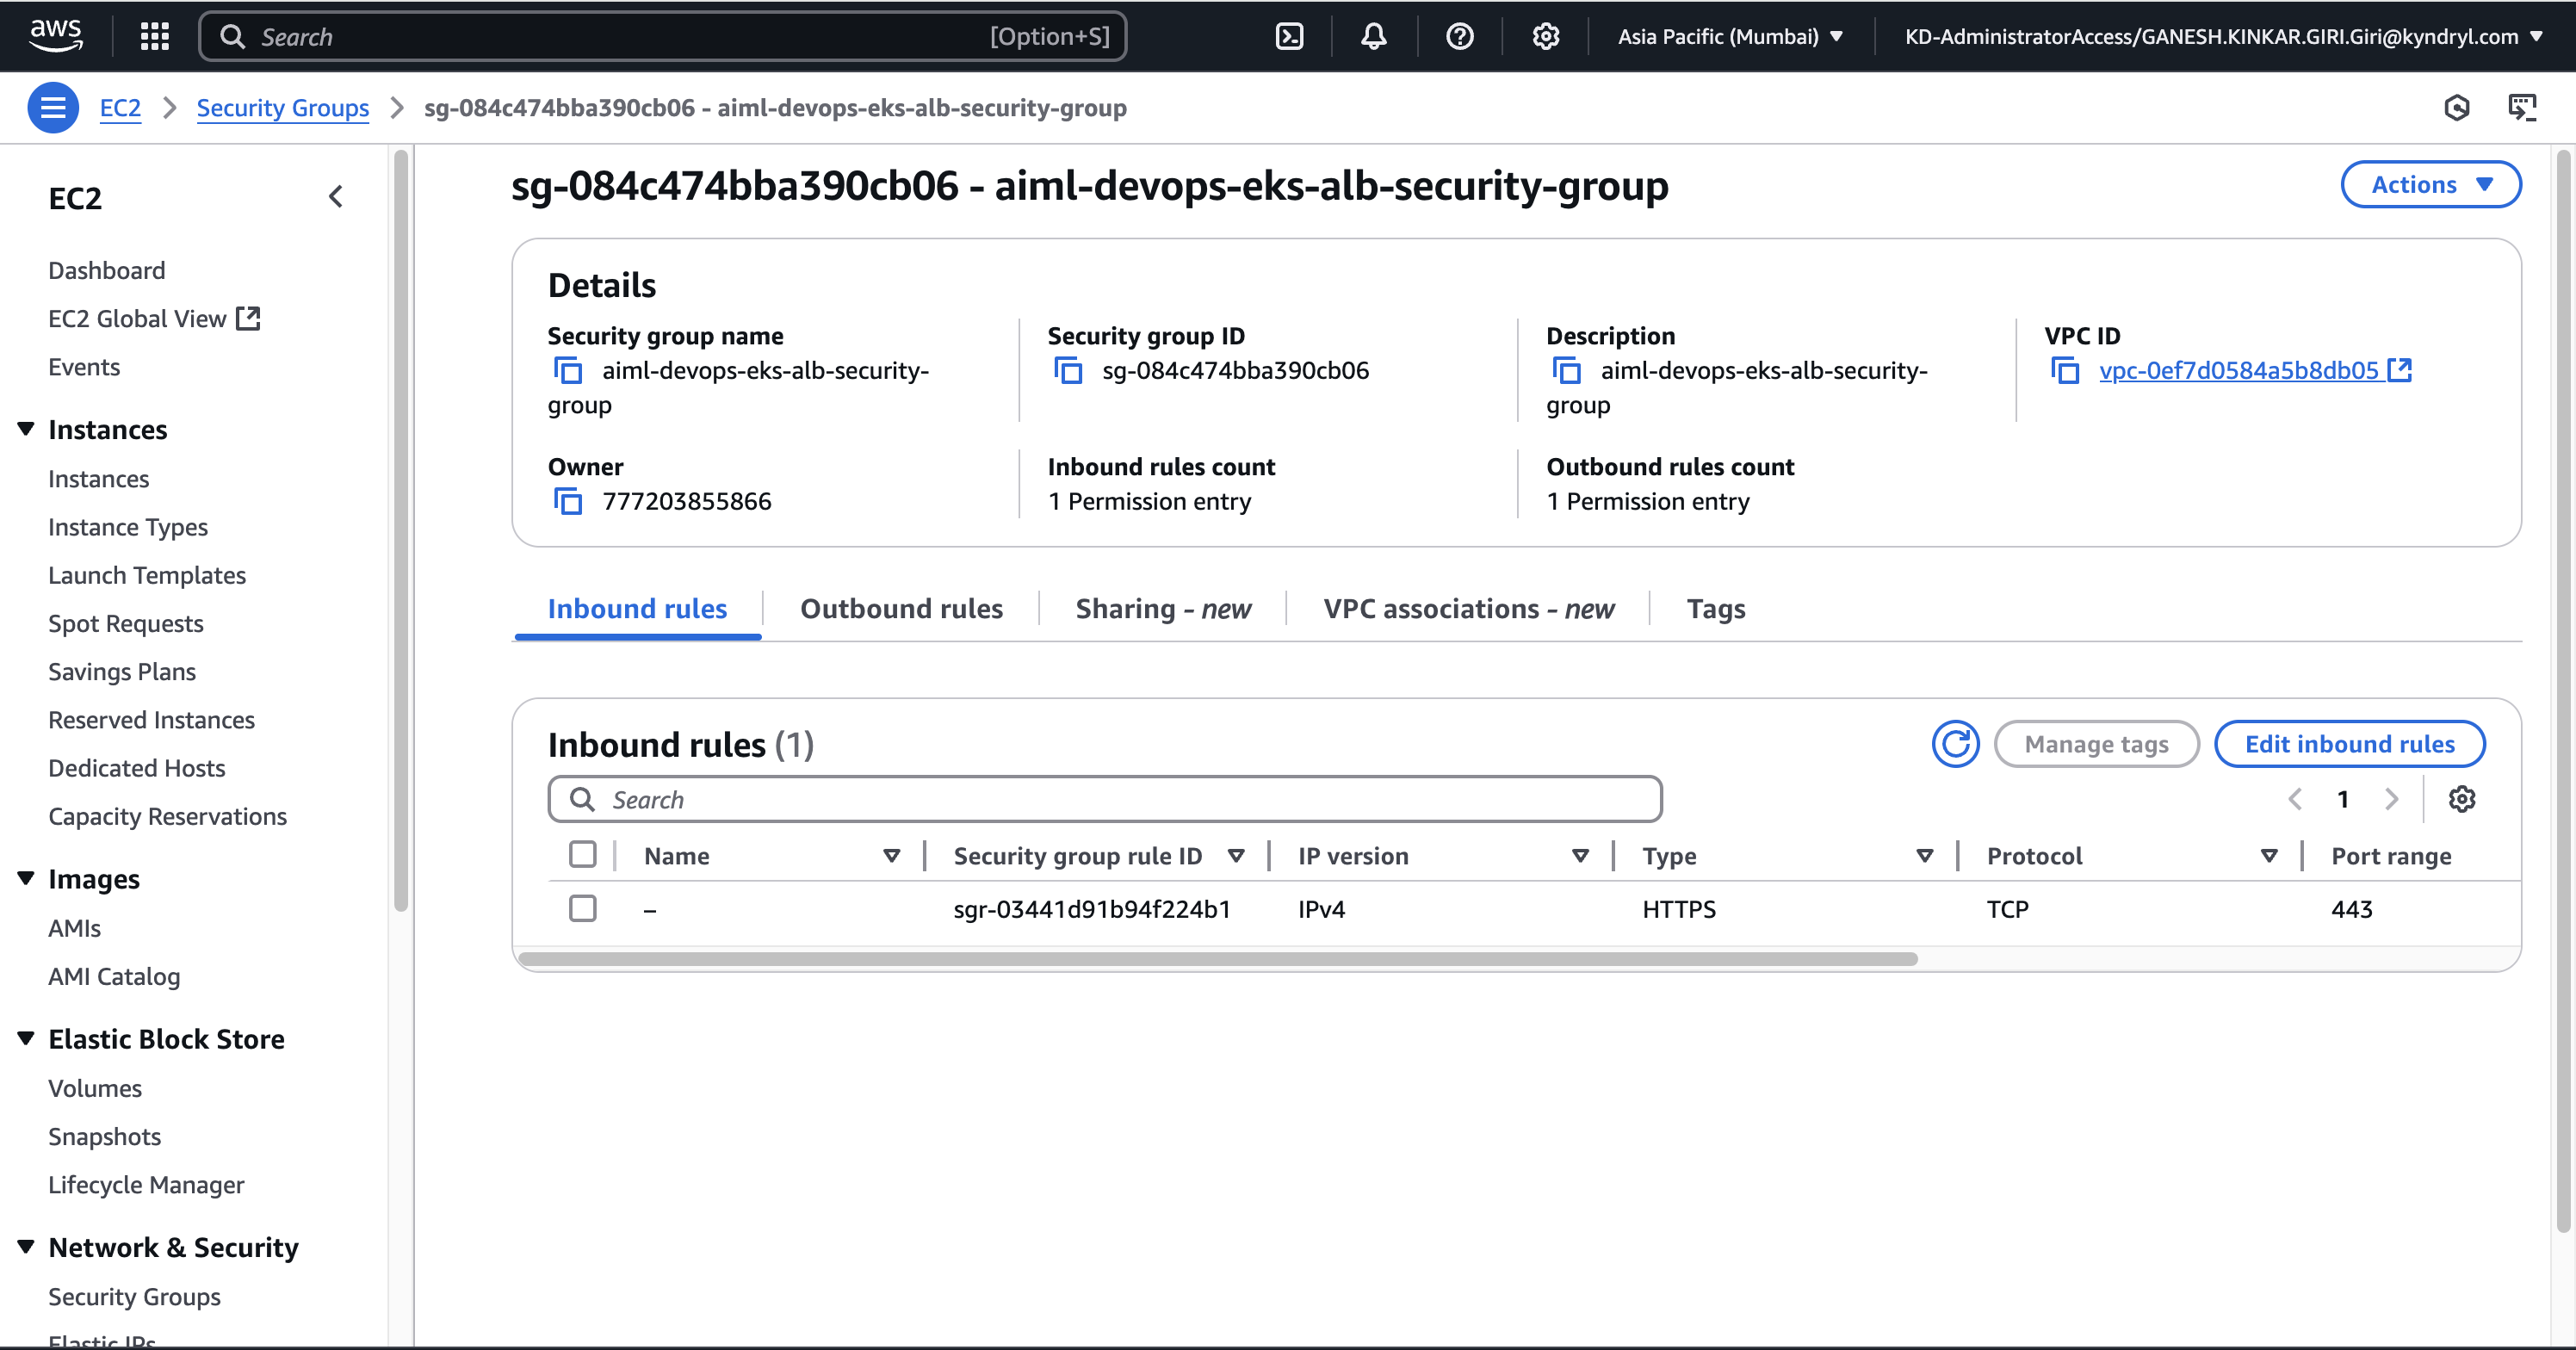 aws
Search [Option+S] Asia Pacific (Mumbai) KD-AdministratorAccess/GANESH.KINKAR.GIRI.Giri@kyndryl.com
EC2 Security Groups sg-084c474bba390cb06 - aiml-devops-eks-alb-security-group
EC2
Dashboard
EC2 Global View
Events
Instances
Instances
Instance Types
Launch Templates
Spot Requests
Savings Plans
Reserved Instances
Dedicated Hosts
Capacity Reservations
Images
AMIs
AMI Catalog
Elastic Block Store
Volumes
Snapshots
Lifecycle Manager
Network & Security
Security Groups
Elastic IPs
sg-084c474bba390cb06 - aiml-devops-eks-alb-security-group
Actions
Details
Security group name
aiml-devops-eks-alb-security-
group
Security group ID
sg-084c474bba390cb06
Description
aiml-devops-eks-alb-security-
group
VPC ID
vpc-0ef7d0584a5b8db05
Owner
777203855866
Inbound rules count
1 Permission entry
Outbound rules count
1 Permission entry
Inbound rules Outbound rules Sharing - new VPC associations - new Tags
Inbound rules (1)
Manage tags Edit inbound rules
Search
1
Name Security group rule ID IP version Type Protocol Port range
– sgr-03441d91b94f224b1 IPv4 HTTPS TCP 443